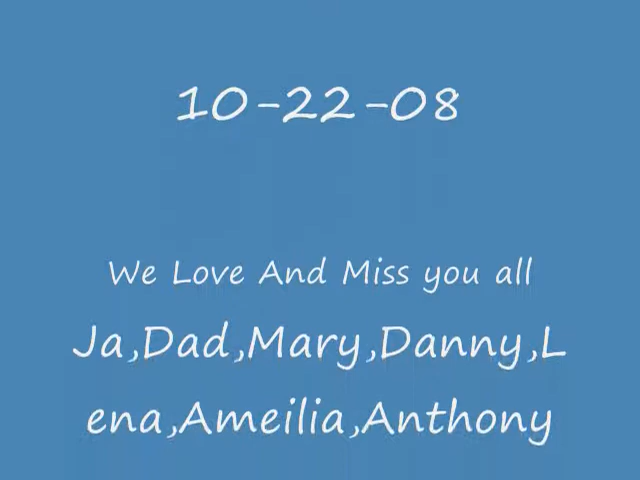 10-22-08
We Love And Miss you all
Ja,Dad,Mary,Danny,L
ena,Ameilia,Anthony